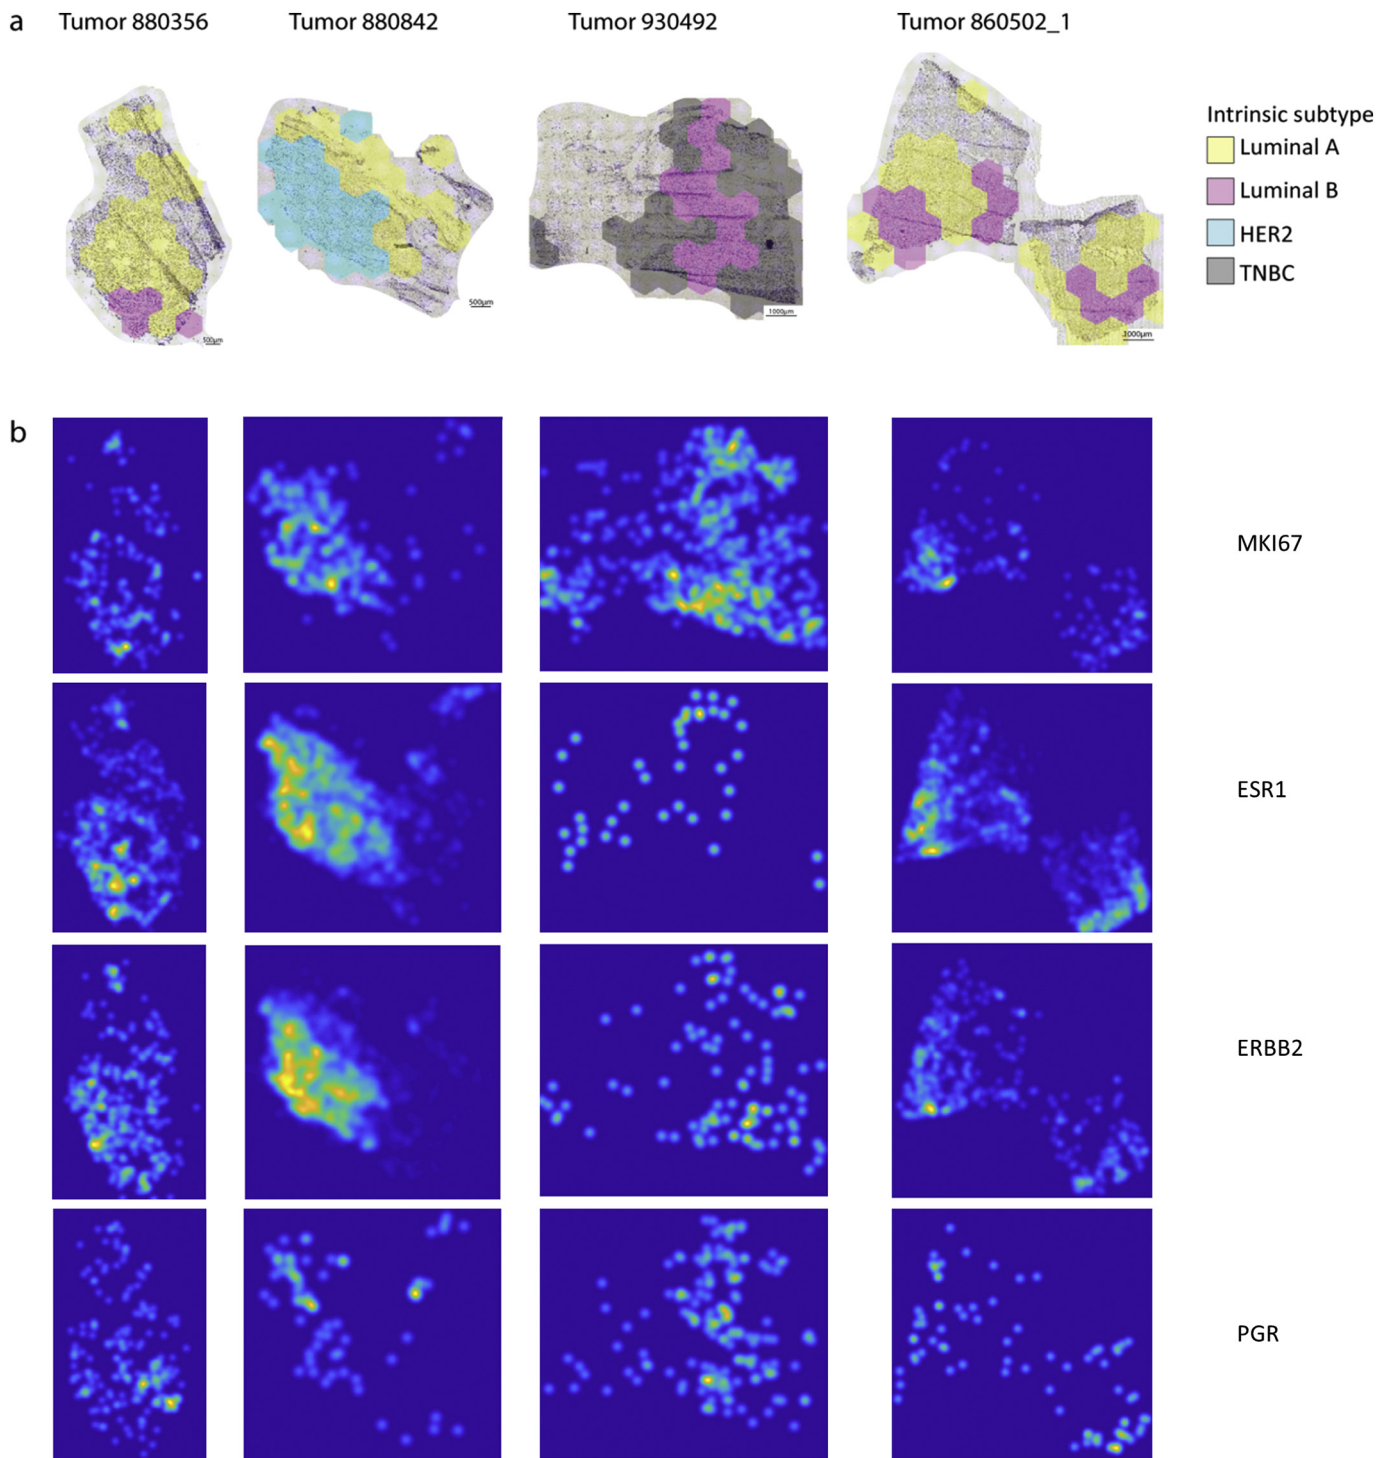 a
Tumor 880356
Tumor 880842
Tumor 930492
Tumor 860502_1
Intrinsic subtype
Luminal A
Luminal B
HER2
TNBC
500µm
500µm
1000µm
1000µm
b
MKI67
ESR1
ERBB2
PGR